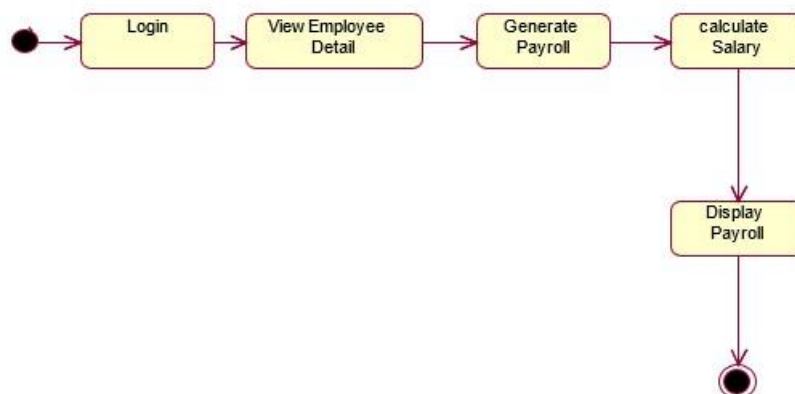 Login
View Employee
Detail
Generate
Payroll
calculate
Salary
Display
Payroll